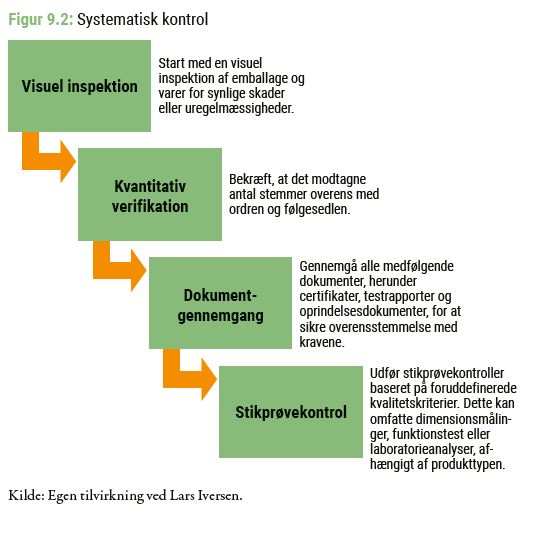 Figur 9.2: Systematisk kontrol
Visuel inspektion
Start med en visuel
inspektion af emballage og
varer for synlige skader
eller uregelmæssigheder.
Kvantitativ
verifikation
Bekræft, at det modtagne
antal stemmer overens med
ordren og følgesedlen.
Dokument-
gennemgang
Gennemgå alle medfølgende
dokumenter, herunder
certifikater, testrapporter og
oprindelsesdokumenter, for at
sikre overensstemmelse med
kravene.
Stikprøvekontrol
Udfør stikprøvekontroller
baseret på foruddefinerede
kvalitetskriterier. Dette kan
omfatte dimensionsmålin-
ger, funktionstest eller
laboratorieanalyser, af-
hængigt af produkttypen.
Kilde: Egen tilvirkning ved Lars Iversen.